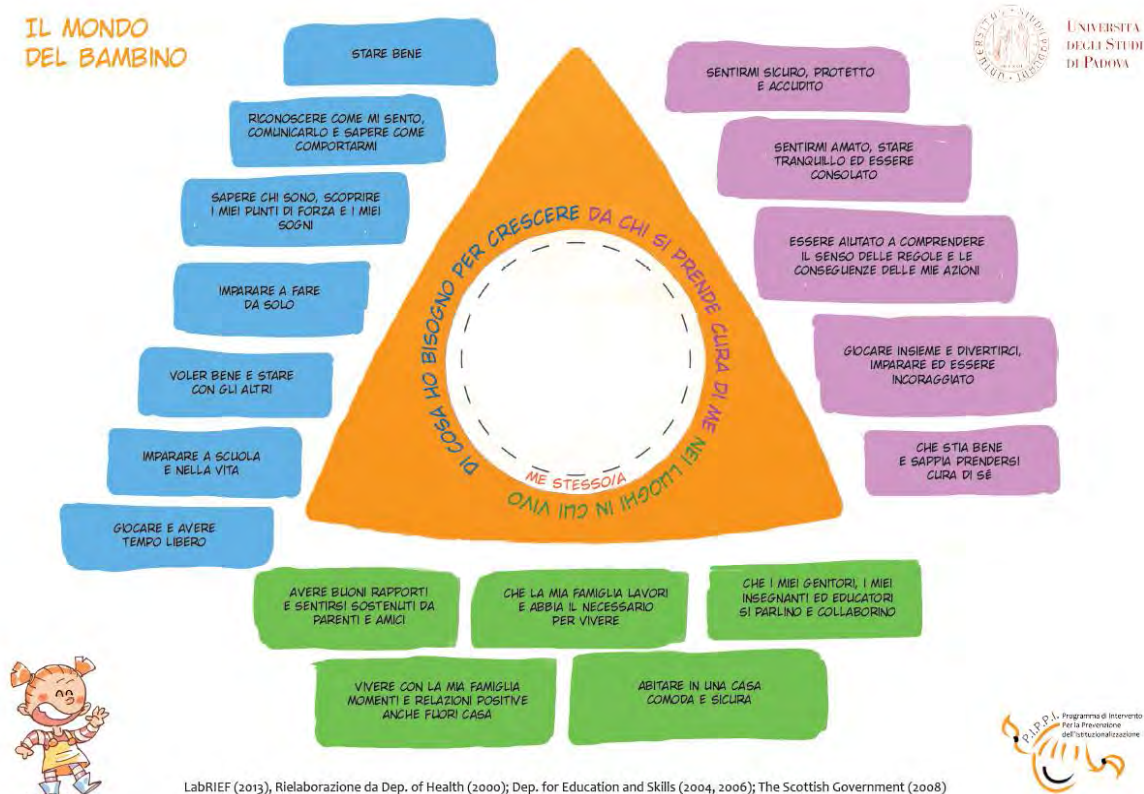 IL MONDO
DEL BAMBINO
UNIVERSITÀ
DEGLI STUDI
DI PADOVA
STARE BENE
RICONOSCERE COME MI SENTO,
COMUNICARLO E SAPERE COME
COMPORTARMI
SAPERE CHI SONO, SCOPRIRE
I MIEI PUNTI DI FORZA E I MIEI
SOGNI
IMPARARE A FARE
DA SOLO
VOLER BENE E STARE
CON GLI ALTRI
IMPARARE A SCUOLA
E NELLA VITA
GIOCARE E AVERE
TEMPO LIBERO
DI COSA HO BISOGNO PER CRESCERE
DA CHI SI PRENDE CURA DI ME
NEI LUOGHI IN CUI VIVO
ME STESSO/A
SENTIRMI SICURO, PROTETTO
E ACCUDITO
SENTIRMI AMATO, STARE
TRANQUILLO ED ESSERE
CONSOLATO
ESSERE AIUTATO A COMPRENDERE
IL SENSO DELLE REGOLE E LE
CONSEGUENZE DELLE MIE AZIONI
GIOCARE INSIEME E DIVERTIRCI,
IMPARARE ED ESSERE
INCORAGGIATO
CHE STIA BENE
E SAPPIA PRENDERSI
CURA DI SÉ
AVERE BUONI RAPPORTI
E SENTIRSI SOSTENUTI DA
PARENTI E AMICI
CHE LA MIA FAMIGLIA LAVORI
E ABBIA IL NECESSARIO
PER VIVERE
CHE I MIEI GENITORI, I MIEI
INSEGNANTI ED EDUCATORI
SI PARLINO E COLLABORINO
VIVERE CON LA MIA FAMIGLIA
MOMENTI E RELAZIONI POSITIVE
ANCHE FUORI CASA
ABITARE IN UNA CASA
COMODA E SICURA
P.I.P.P.I.
Programma di Intervento
Per la Prevenzione
dell'Istituzionalizzazione
LabRIEF (2013), Rielaborazione da Dep. of Health (2000); Dep. for Education and Skills (2004, 2006); The Scottish Government (2008)